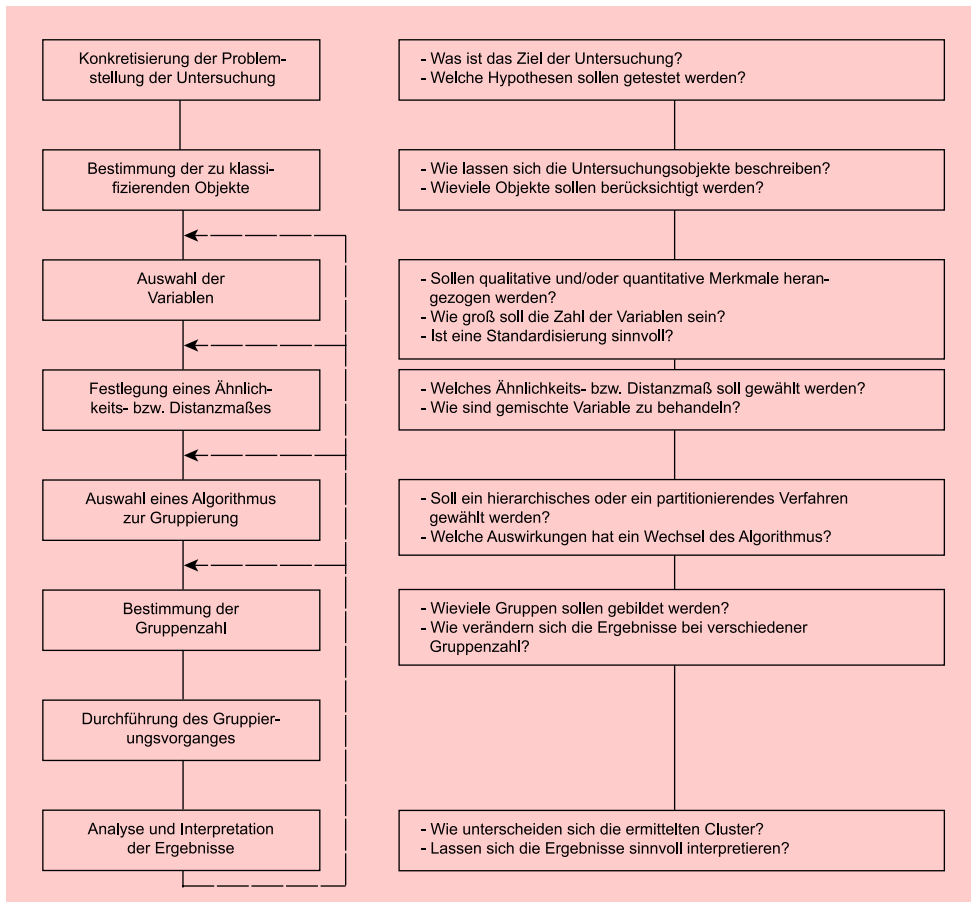 Konkretisierung der Problem-
stellung der Untersuchung
- Was ist das Ziel der Untersuchung?
- Welche Hypothesen sollen getestet werden?
Bestimmung der zu klassi-
fizierenden Objekte
- Wie lassen sich die Untersuchungsobjekte beschreiben?
- Wieviele Objekte sollen berücksichtigt werden?
Auswahl der
Variablen
- Sollen qualitative und/oder quantitative Merkmale heran-
gezogen werden?
- Wie groß soll die Zahl der Variablen sein?
- Ist eine Standardisierung sinnvoll?
Festlegung eines Ähnlich-
keits- bzw. Distanzmaßes
- Welches Ähnlichkeits- bzw. Distanzmaß soll gewählt werden?
- Wie sind gemischte Variable zu behandeln?
Auswahl eines Algorithmus
zur Gruppierung
- Soll ein hierarchisches oder ein partitionierendes Verfahren
gewählt werden?
- Welche Auswirkungen hat ein Wechsel des Algorithmus?
Bestimmung der
Gruppenzahl
- Wieviele Gruppen sollen gebildet werden?
- Wie verändern sich die Ergebnisse bei verschiedener
Gruppenzahl?
Durchführung des Gruppier-
ungsvorganges
Analyse und Interpretation
der Ergebnisse
- Wie unterscheiden sich die ermittelten Cluster?
- Lassen sich die Ergebnisse sinnvoll interpretieren?